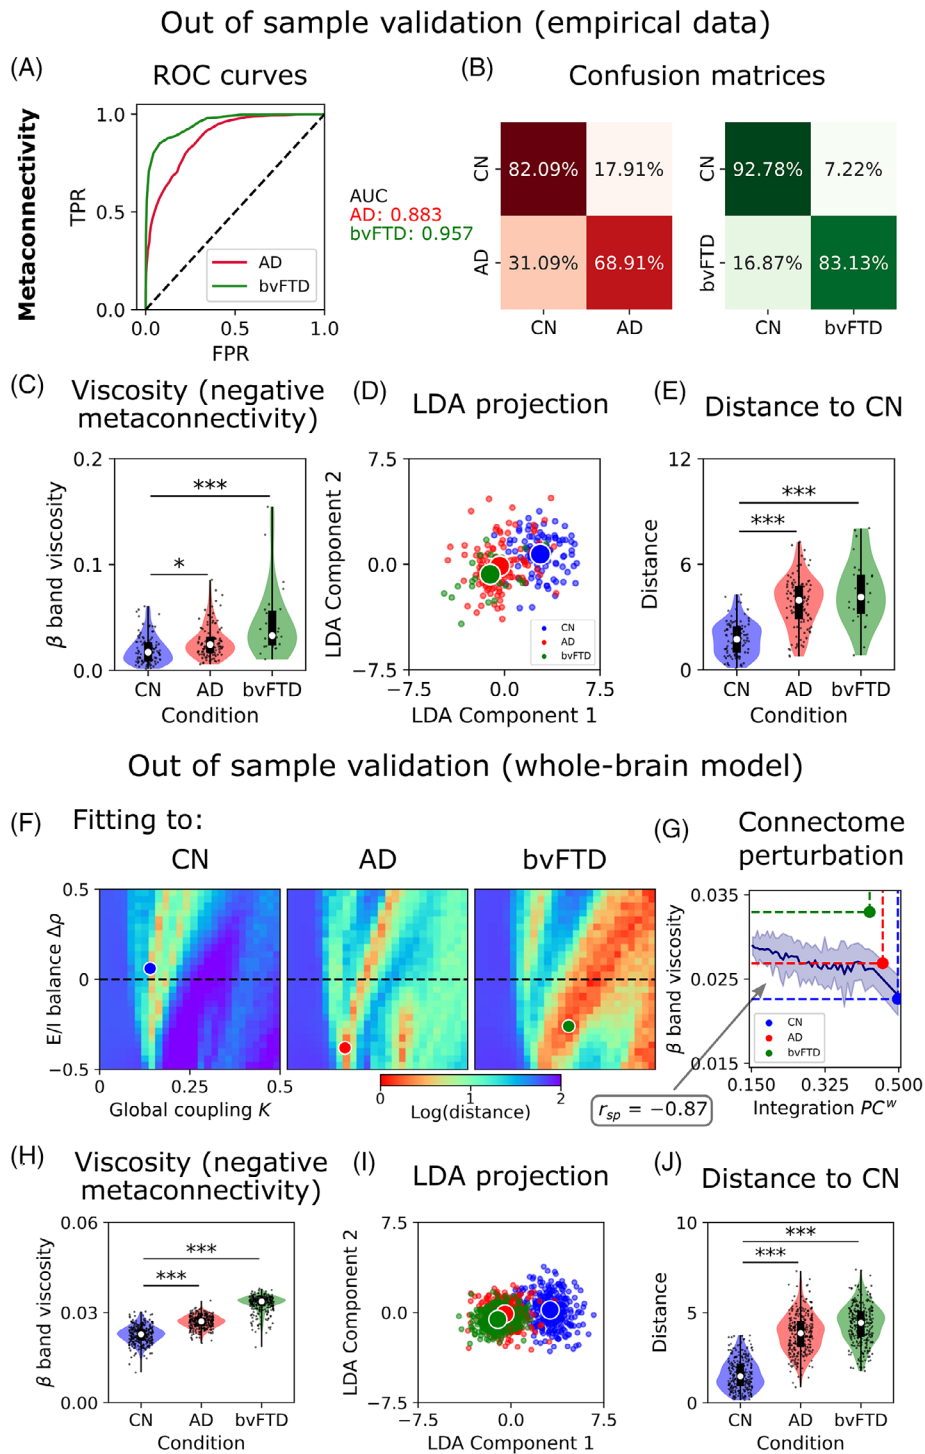 Out of sample validation (empirical data)
(A)
ROC curves
Metaconnectivity
TPR
1.0
0.5
0.0
0.0
0.5
1.0
FPR
AD
bvFTD
AUC
AD: 0.883
bvFTD: 0.957
(B)
Confusion matrices
CN
82.09%
17.91%
AD
31.09%
68.91%
CN
AD
CN
92.78%
7.22%
bvFTD
16.87%
83.13%
CN
bvFTD
(C)
Viscosity (negative
metaconnectivity)
β band viscosity
0.2
0.1
0.0
***
*
CN
AD
bvFTD
Condition
(D)
LDA projection
LDA Component 2
7.5
0.0
−7.5
CN
AD
bvFTD
−7.5
0.0
7.5
LDA Component 1
(E)
Distance to CN
Distance
12
6
0
***
***
CN
AD
bvFTD
Condition
Out of sample validation (whole-brain model)
(F)
Fitting to:
CN
AD
bvFTD
E/I balance Δρ
0.5
0
−0.5
0
0.25
0.5
Global coupling K
0
1
2
Log(distance)
(G)
Connectome
perturbation
β band viscosity
0.035
0.025
0.015
CN
AD
bvFTD
0.150
0.325
0.500
Integration PCʷ
rsp = −0.87
(H)
Viscosity (negative
metaconnectivity)
β band viscosity
0.06
0.03
0.00
***
***
CN
AD
bvFTD
Condition
(I)
LDA projection
LDA Component 2
7.5
0.0
−7.5
−7.5
0.0
7.5
LDA Component 1
(J)
Distance to CN
Distance
10
5
0
***
***
CN
AD
bvFTD
Condition